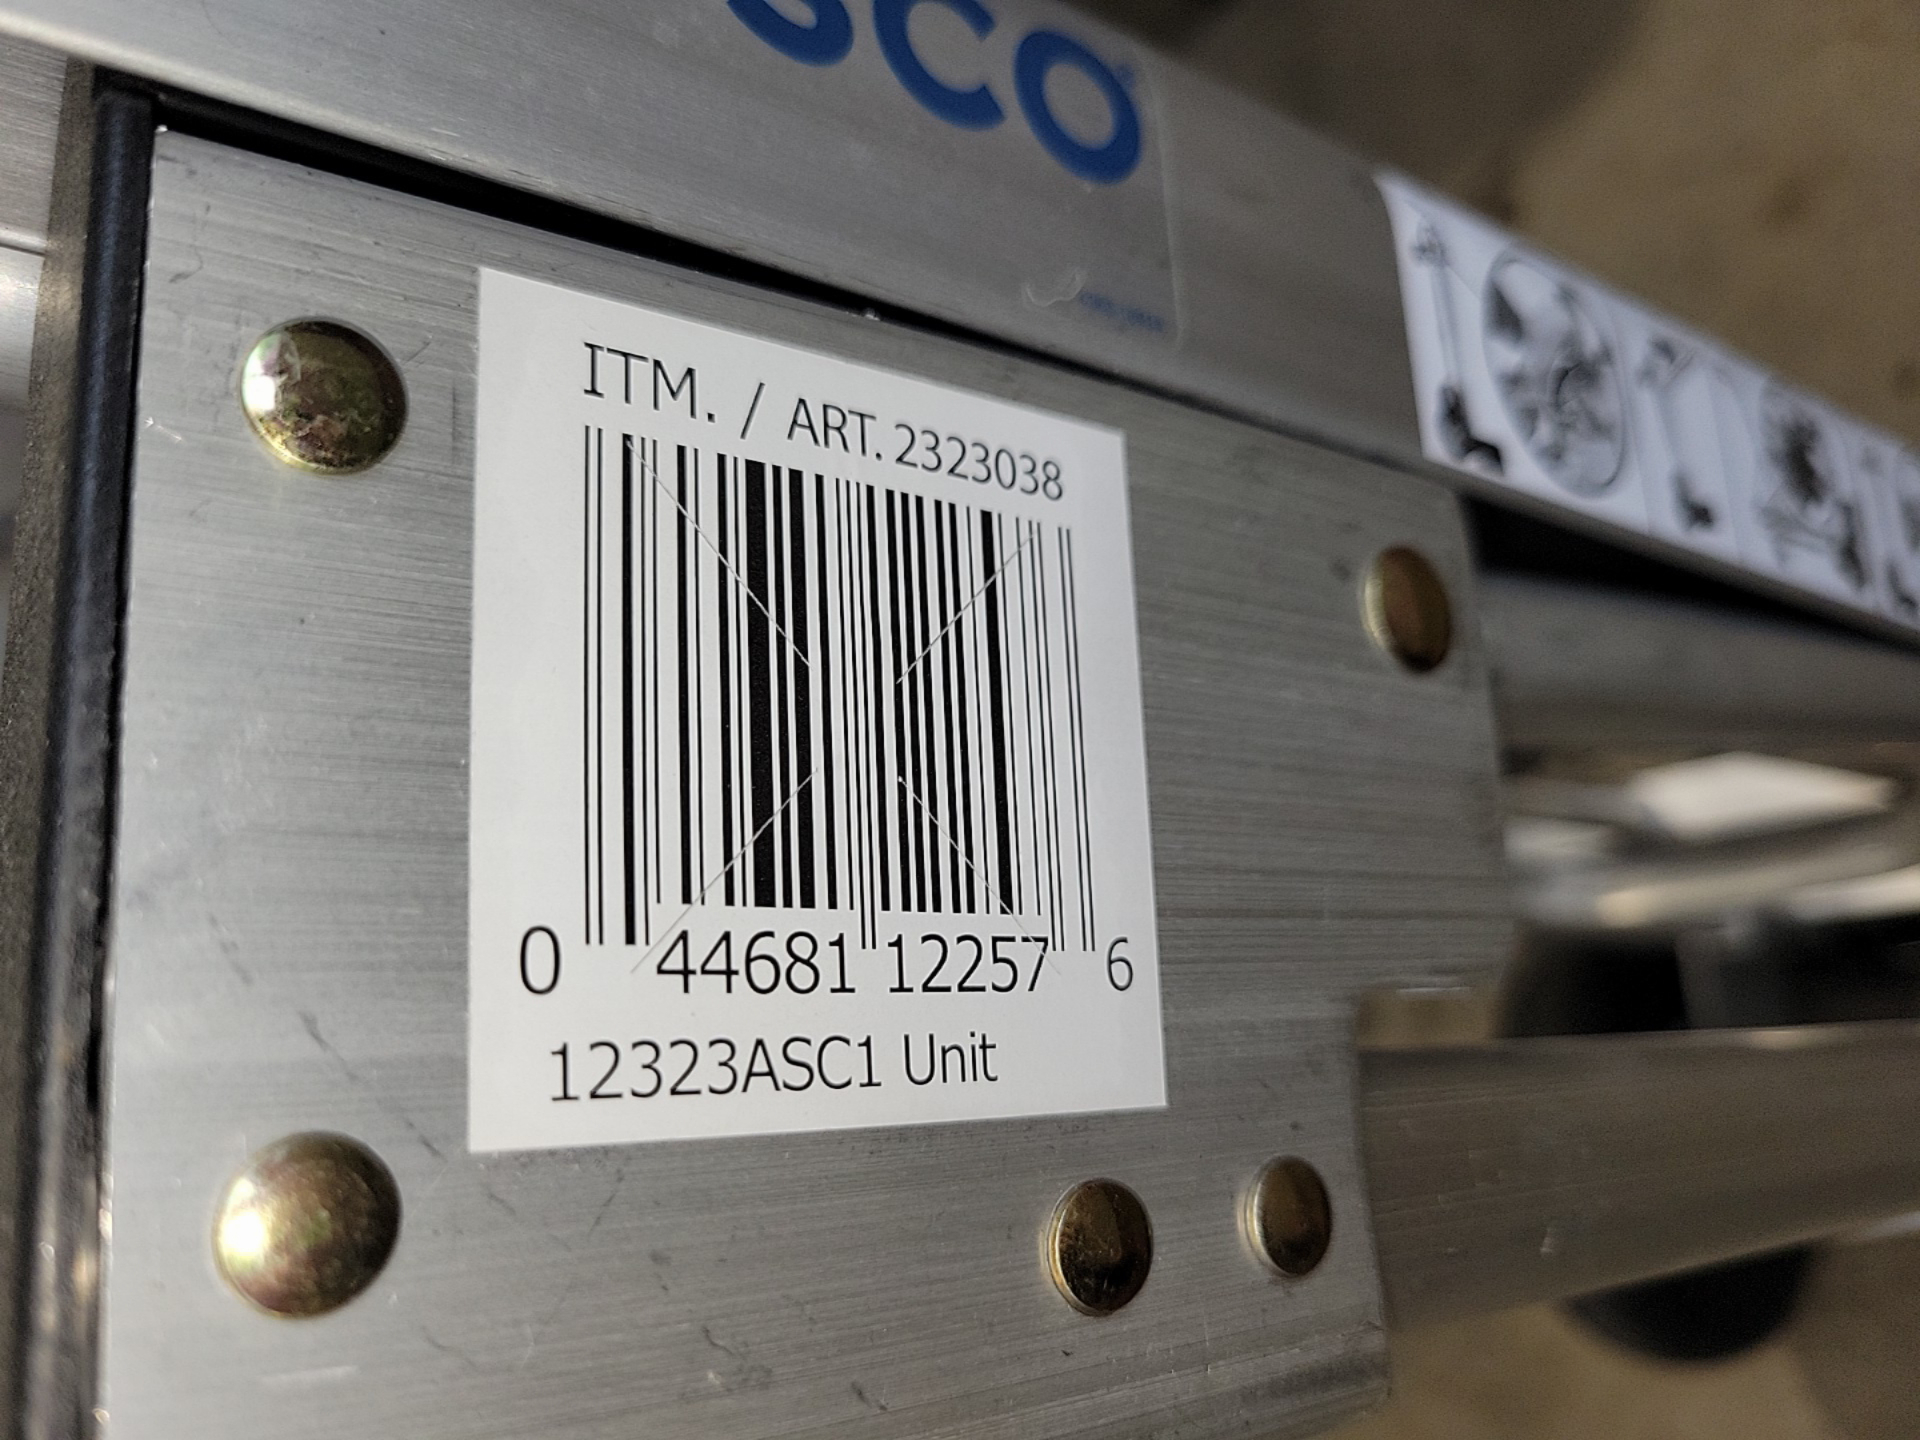 SCO
ITM. / ART. 2323038
0 44681 12257 6
12323ASC1 Unit